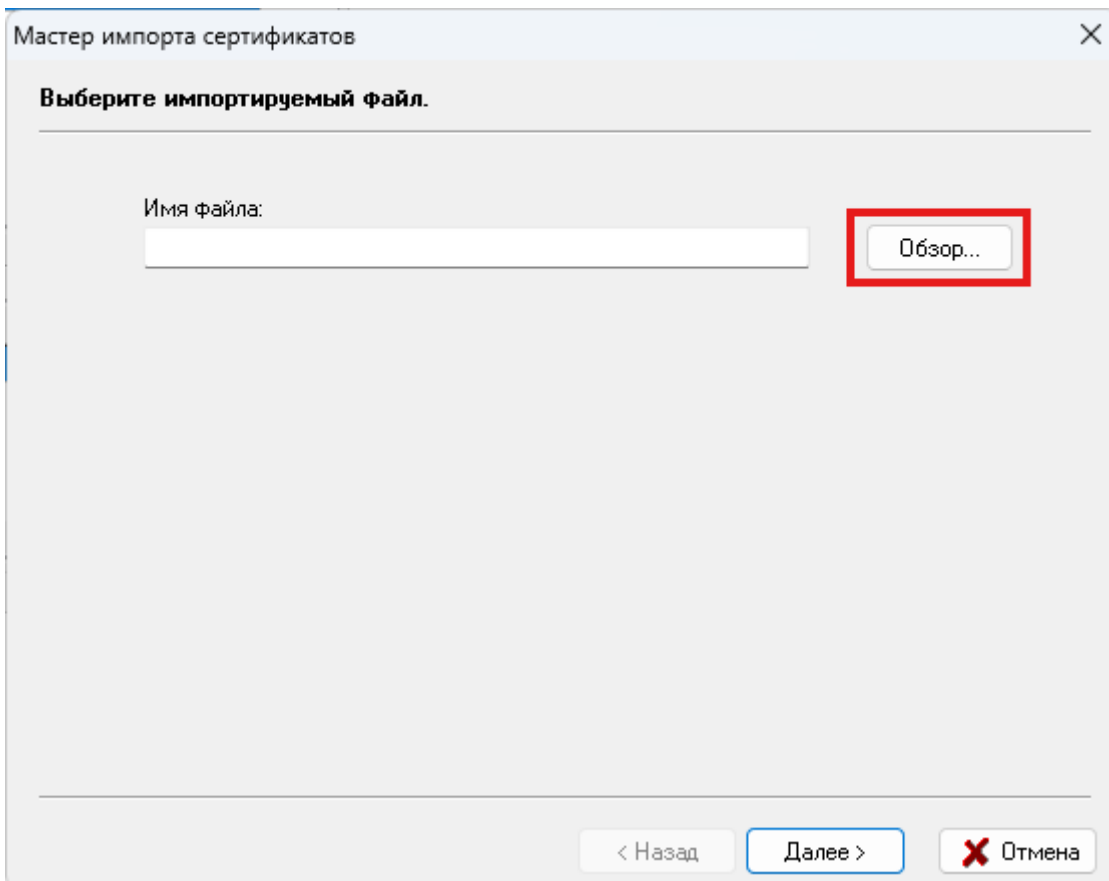 Мастер импорта сертификатов
Выберите импортируемый файл.
Имя файла:
Обзор...
< Назад
Далее >
Отмена